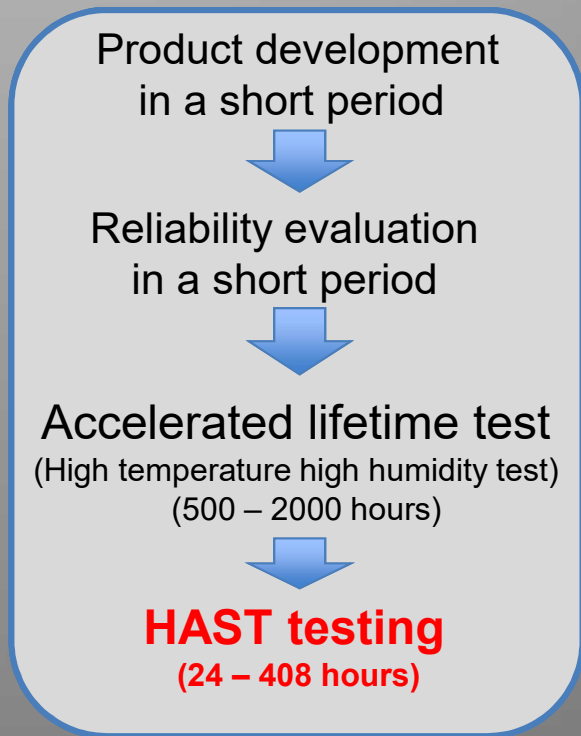 Product development
in a short period
Reliability evaluation
in a short period
Accelerated lifetime test
(High temperature high humidity test)
(500 – 2000 hours)
HAST testing
(24 – 408 hours)